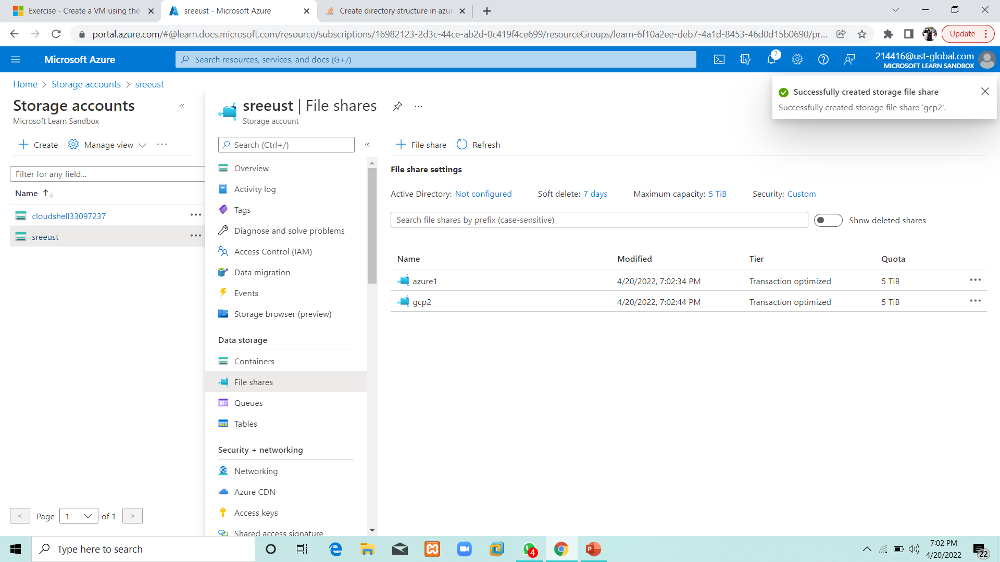 Exercise - Create a VM using the
sreeust - Microsoft Azure
Create directory structure in azur
portal.azure.com/#@learn.docs.microsoft.com/resource/subscriptions/16982123-2d3c-44ce-ab2d-0c419f4ce699/resourceGroups/learn-6f10a2ee-deb7-4a1d-8453-46d0d15b0690/pr...
Update
Microsoft Azure
Search resources, services, and docs (G+/)
7
214416@ust-global.com
MICROSOFT LEARN SANDBOX
Home > Storage accounts > sreeust
Successfully created storage file share
Successfully created storage file share 'gcp2'.
Storage accounts
Microsoft Learn Sandbox
Create
Manage view
Filter for any field...
Name
cloudshell33097237
sreeust
< Page 1 of 1 >
sreeust | File shares
Storage account
Search (Ctrl+/)
Overview
Activity log
Tags
Diagnose and solve problems
Access Control (IAM)
Data migration
Events
Storage browser (preview)
Data storage
Containers
File shares
Queues
Tables
Security + networking
Networking
Azure CDN
Access keys
Shared access signature
File share
Refresh
File share settings
Active Directory: Not configured
Soft delete: 7 days
Maximum capacity: 5 TiB
Security: Custom
Search file shares by prefix (case-sensitive)
Show deleted shares
Name Modified Tier Quota
azure1 4/20/2022, 7:02:34 PM Transaction optimized 5 TiB
gcp2 4/20/2022, 7:02:44 PM Transaction optimized 5 TiB
Type here to search
4
7:02 PM
4/20/2022
22